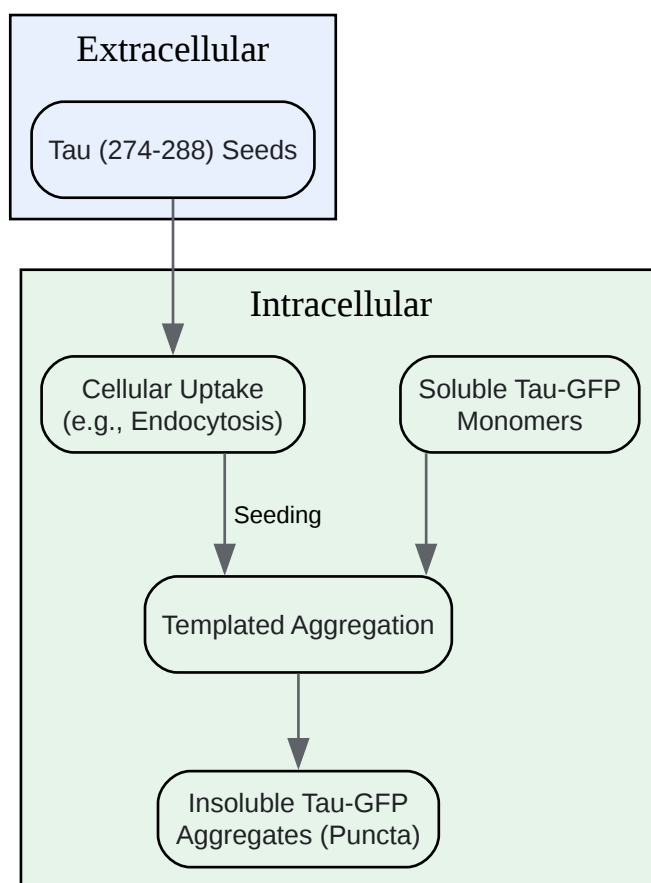 Extracellular
Tau (274-288) Seeds
Intracellular
Cellular Uptake
(e.g., Endocytosis)
Soluble Tau-GFP
Monomers
Seeding
Templated Aggregation
Insoluble Tau-GFP
Aggregates (Puncta)